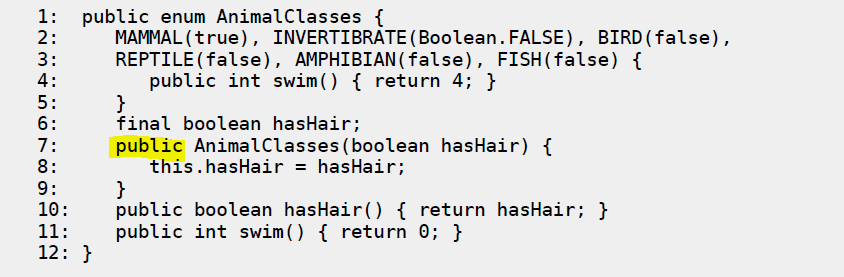 1: public enum AnimalClasses {
2: MAMMAL(true), INVERTIBRATE(Boolean.FALSE), BIRD(false),
3: REPTILE(false), AMPHIBIAN(false), FISH(false) {
4: public int swim() { return 4; }
5: }
6: final boolean hasHair;
7: public AnimalClasses(boolean hasHair) {
8: this.hasHair = hasHair;
9: }
10: public boolean hasHair() { return hasHair; }
11: public int swim() { return 0; }
12: }